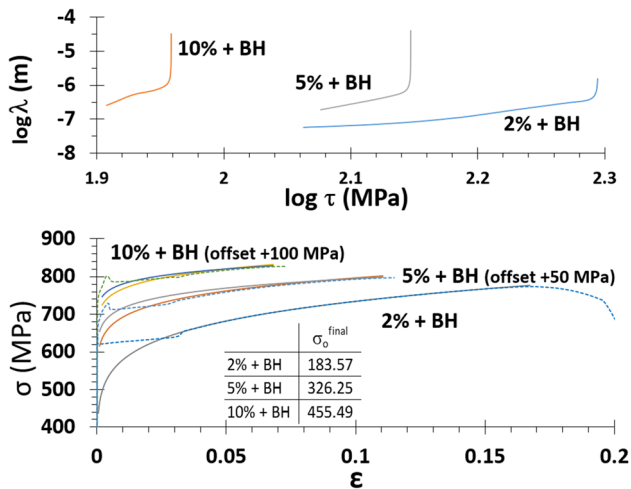 -4
-5
-6
-7
-8
logλ (m)
10% + BH
5% + BH
2% + BH
1.9 2 2.1 2.2 2.3
log τ (MPa)
900
800
700
600
500
400
σ (MPa)
10% + BH (offset +100 MPa)
5% + BH (offset +50 MPa)
2% + BH
σo final
2% + BH 183.57
5% + BH 326.25
10% + BH 455.49
0 0.05 0.1 0.15 0.2
ε